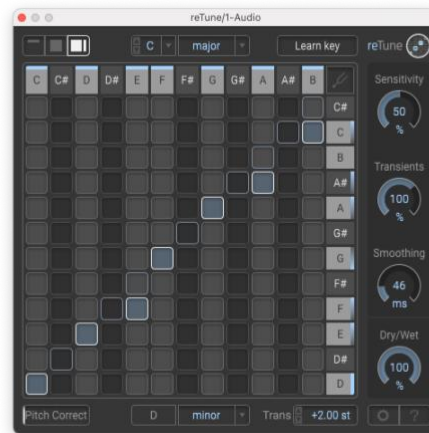 reTune/1-Audio
C major Learn key reTune
C C# D D# E F F# G G# A A# B
Sensitivity
C#
50
%
C
B
Transients
A#
100
%
A
G#
Smoothing
G
46
ms
F#
F
Dry/Wet
E
100
%
D#
D
Pitch Correct D minor Trans +2.00 st ?